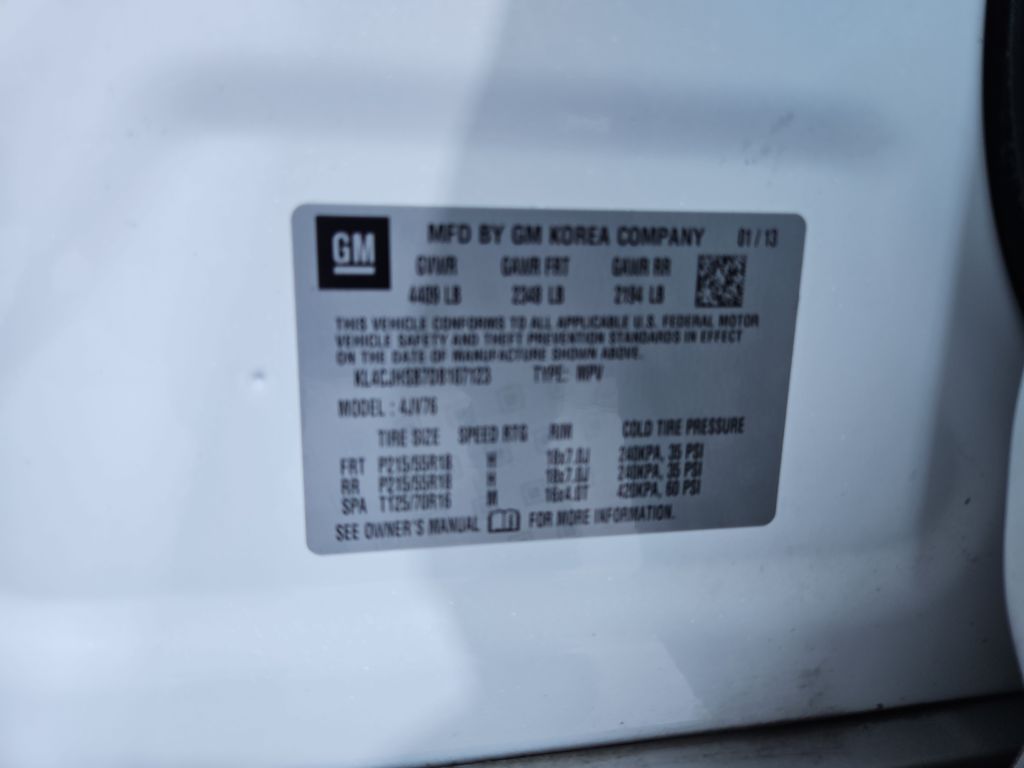 GM
MFD BY GM KOREA COMPANY 01 / 13
GVWR GAWR FRT GAWR RR
LB LB LB
THIS VEHICLE CONFORMS TO ALL APPLICABLE U.S. FEDERAL MOTOR
VEHICLE SAFETY AND THEFT PREVENTION STANDARDS IN EFFECT
ON THE DATE OF MANUFACTURE SHOWN ABOVE.
TYPE: MPV
MODEL : 4JV76
TIRE SIZE SPEED RTG RIM COLD TIRE PRESSURE
FRT P215/55R18 H 18x7.0J 240KPA, 35 PSI
RR P215/55R18 H 18x7.0J 240KPA, 35 PSI
SPA T125/70R16 M 16x4.0T 420KPA, 60 PSI
SEE OWNER'S MANUAL FOR MORE INFORMATION.